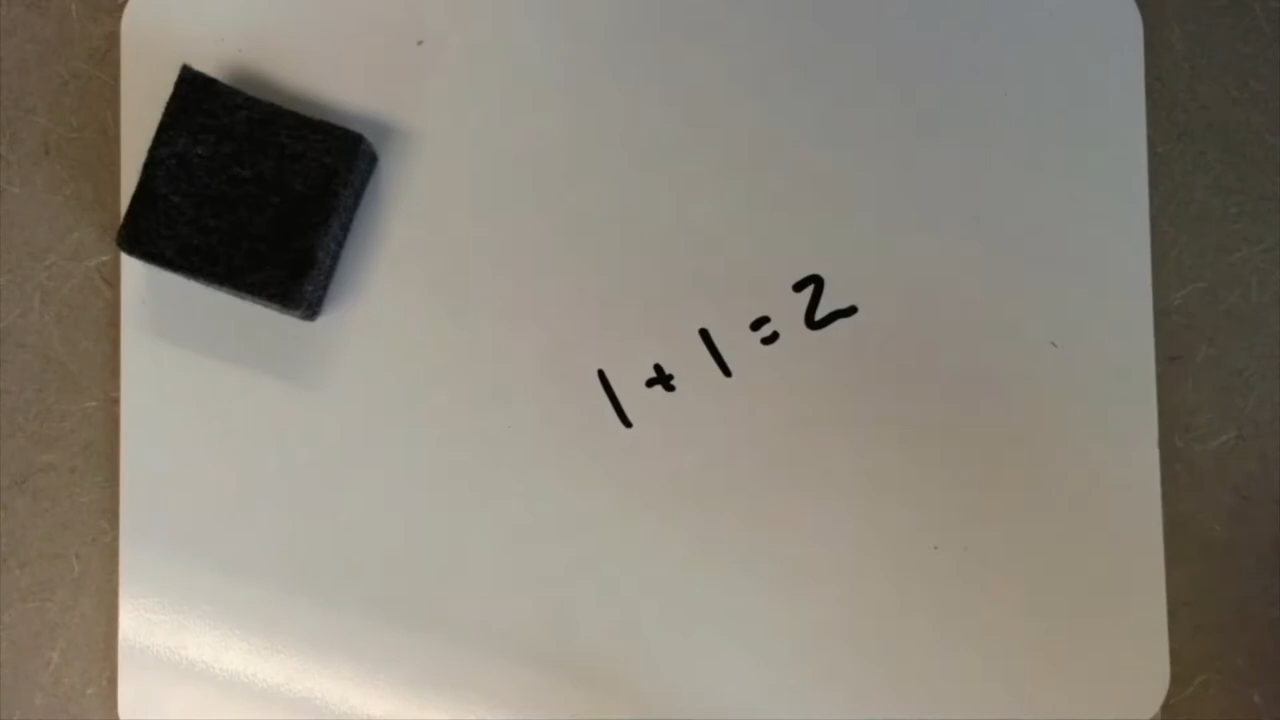 1 + 1 = 2